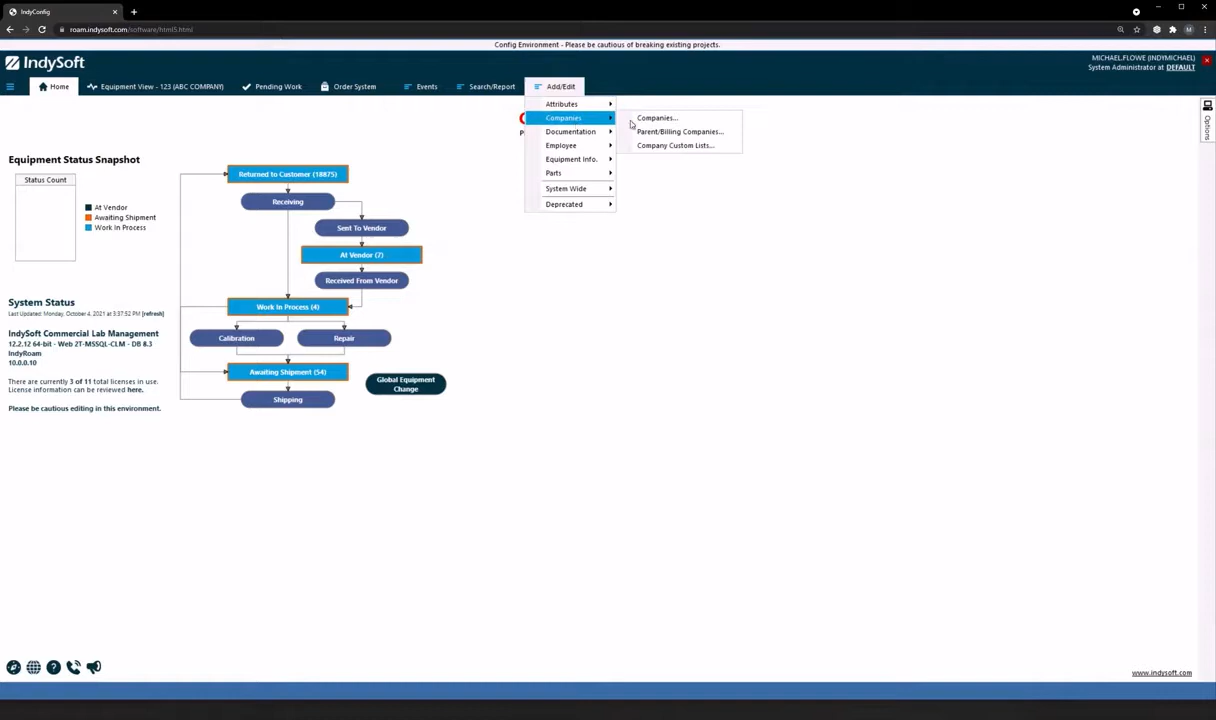 IndyConfig
roam.indysoft.com/software/html5.html
M
Config Environment - Please be cautious of breaking existing projects.
IndySoft
MICHAEL.FLOWE (INDYMICHAEL)
System Administrator at DEFAULT
Home
Equipment View - 123 (ABC COMPANY)
Pending Work
Order System
Events
Search/Report
Add/Edit
Attributes
Companies
Documentation
Employee
Equipment Info.
Parts
System Wide
Deprecated
Companies...
Parent/Billing Companies...
Company Custom Lists...
Options
Equipment Status Snapshot
Status Count
At Vendor
Awaiting Shipment
Work In Process
Returned to Customer (18875)
Receiving
Sent To Vendor
At Vendor (7)
Received From Vendor
Work In Process (4)
Calibration
Repair
Awaiting Shipment (54)
Shipping
Global Equipment
Change
System Status
Last Updated: Monday, October 4, 2021 at 3:37:52 PM [refresh]
IndySoft Commercial Lab Management
12.2.12 64-bit - Web 2T-MSSQL-CLM - DB 8.3
IndyRoam
10.0.0.10
There are currently 3 of 11 total licenses in use.
License information can be reviewed here.
Please be cautious editing in this environment.
www.indysoft.com